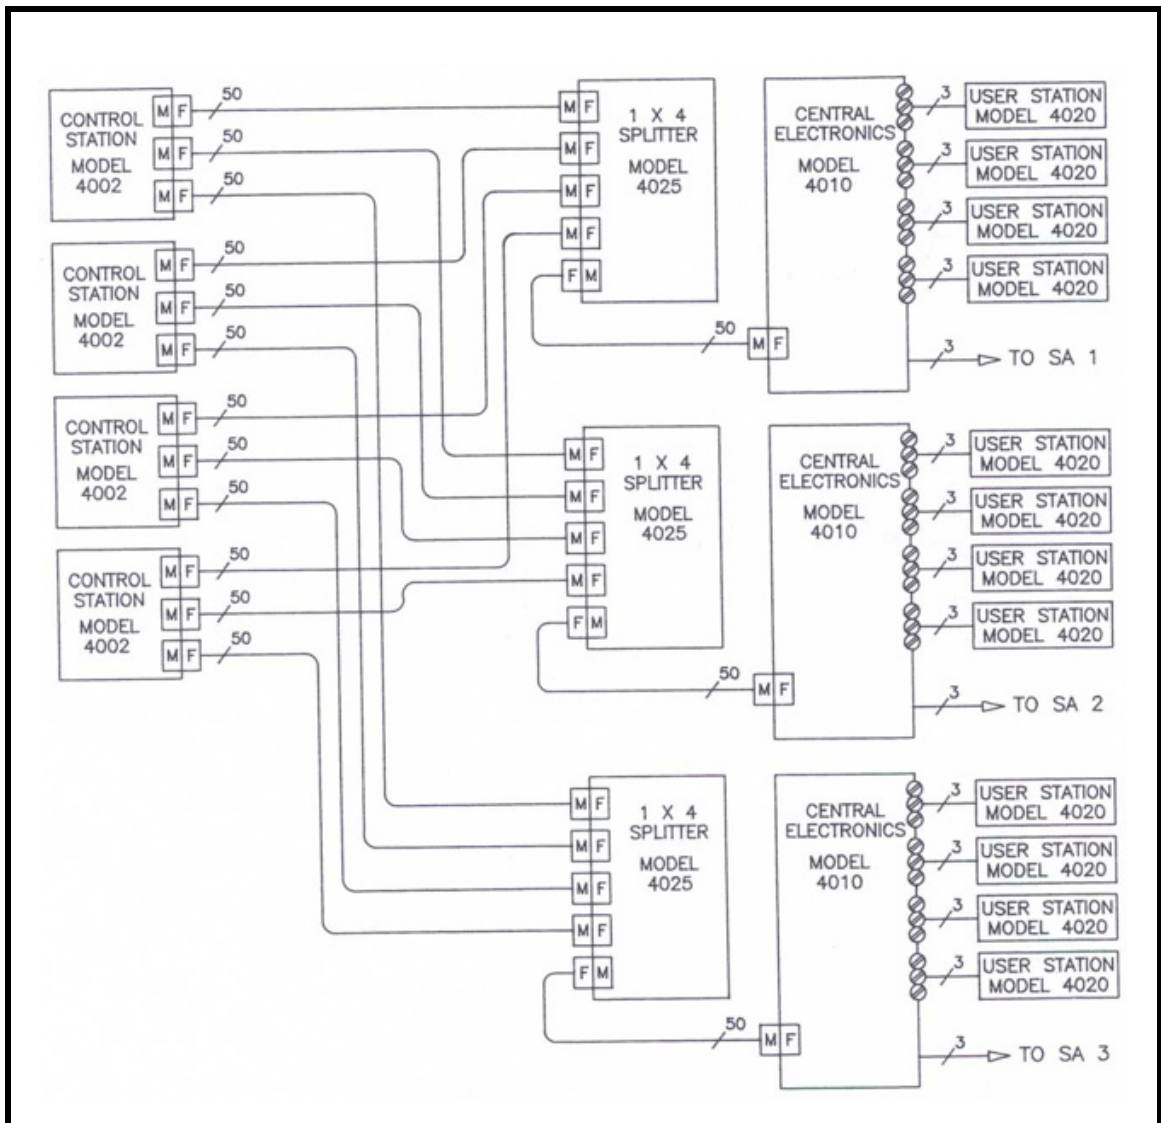 CONTROL
STATION
MODEL
4002
M F
50
M F
50
M F
50
CONTROL
STATION
MODEL
4002
M F
50
M F
50
M F
50
CONTROL
STATION
MODEL
4002
M F
50
M F
50
M F
50
CONTROL
STATION
MODEL
4002
M F
50
M F
50
M F
50
M F
M F
M F
M F
F M
1 X 4
SPLITTER
MODEL
4025
50
M F
CENTRAL
ELECTRONICS
MODEL
4010
3
USER STATION
MODEL 4020
3
USER STATION
MODEL 4020
3
USER STATION
MODEL 4020
3
USER STATION
MODEL 4020
3
TO SA 1
M F
M F
M F
M F
F M
1 X 4
SPLITTER
MODEL
4025
50
M F
CENTRAL
ELECTRONICS
MODEL
4010
3
USER STATION
MODEL 4020
3
USER STATION
MODEL 4020
3
USER STATION
MODEL 4020
3
USER STATION
MODEL 4020
3
TO SA 2
M F
M F
M F
M F
F M
1 X 4
SPLITTER
MODEL
4025
50
M F
CENTRAL
ELECTRONICS
MODEL
4010
3
USER STATION
MODEL 4020
3
USER STATION
MODEL 4020
3
USER STATION
MODEL 4020
3
USER STATION
MODEL 4020
3
TO SA 3